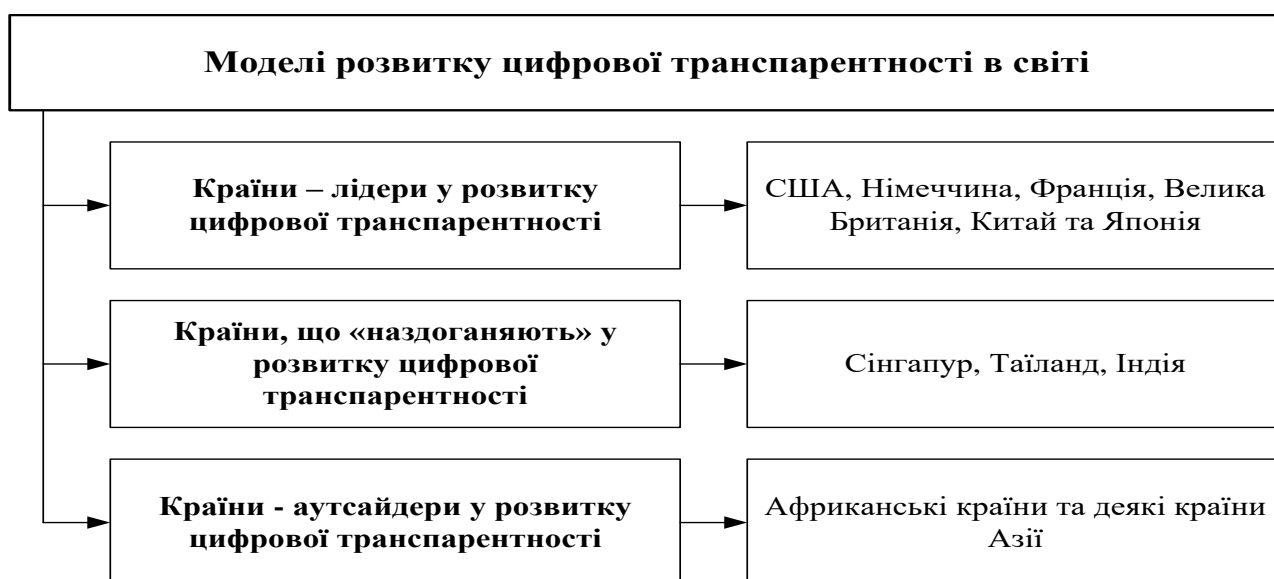 Моделі розвитку цифрової транспарентності в світі
Країни – лідери у розвитку
цифрової транспарентності
США, Німеччина, Франція, Велика
Британія, Китай та Японія
Країни, що «наздоганяють» у
розвитку цифрової
транспарентності
Сінгапур, Таїланд, Індія
Країни - аутсайдери у розвитку
цифрової транспарентності
Африканські країни та деякі країни
Азії